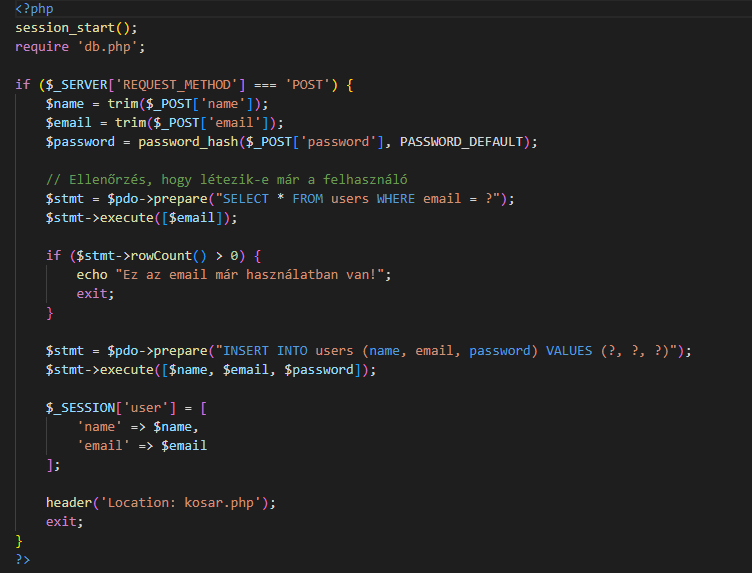 <?php
session_start();
require 'db.php';
if ($_SERVER['REQUEST_METHOD'] === 'POST') {
$name = trim($_POST['name']);
$email = trim($_POST['email']);
$password = password_hash($_POST['password'], PASSWORD_DEFAULT);
// Ellenőrzés, hogy létezik-e már a felhasználó
$stmt = $pdo->prepare("SELECT * FROM users WHERE email = ?");
$stmt->execute([$email]);
if ($stmt->rowCount() > 0) {
echo "Ez az email már használatban van!";
exit;
}
$stmt = $pdo->prepare("INSERT INTO users (name, email, password) VALUES (?, ?, ?)");
$stmt->execute([$name, $email, $password]);
$_SESSION['user'] = [
'name' => $name,
'email' => $email
];
header('Location: kosar.php');
exit;
}
?>